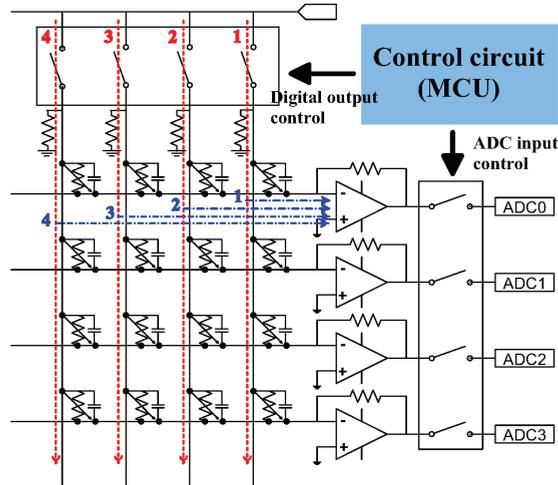 4 3 2 1
Control circuit
(MCU)
Digital output
control
ADC input
control
1
2
3
4
- + ADC0
- + ADC1
- + ADC2
- + ADC3